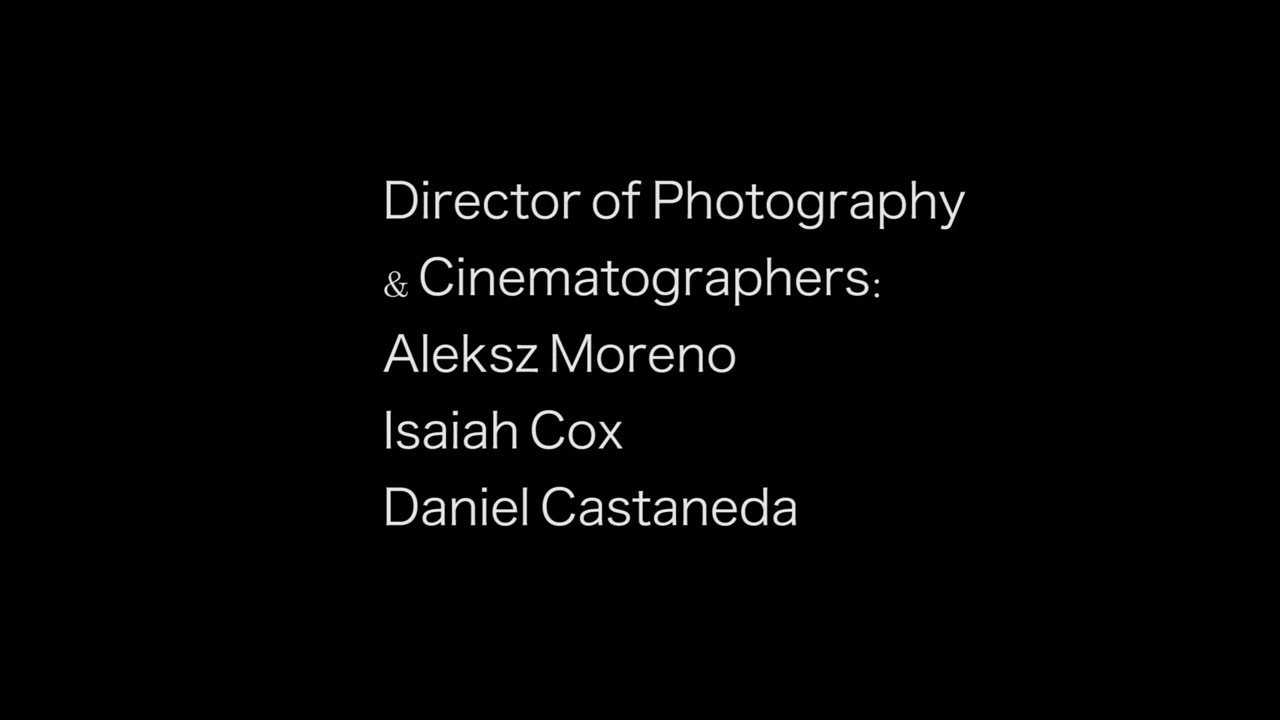 Director of Photography
& Cinematographers:
Aleksz Moreno
Isaiah Cox
Daniel Castaneda